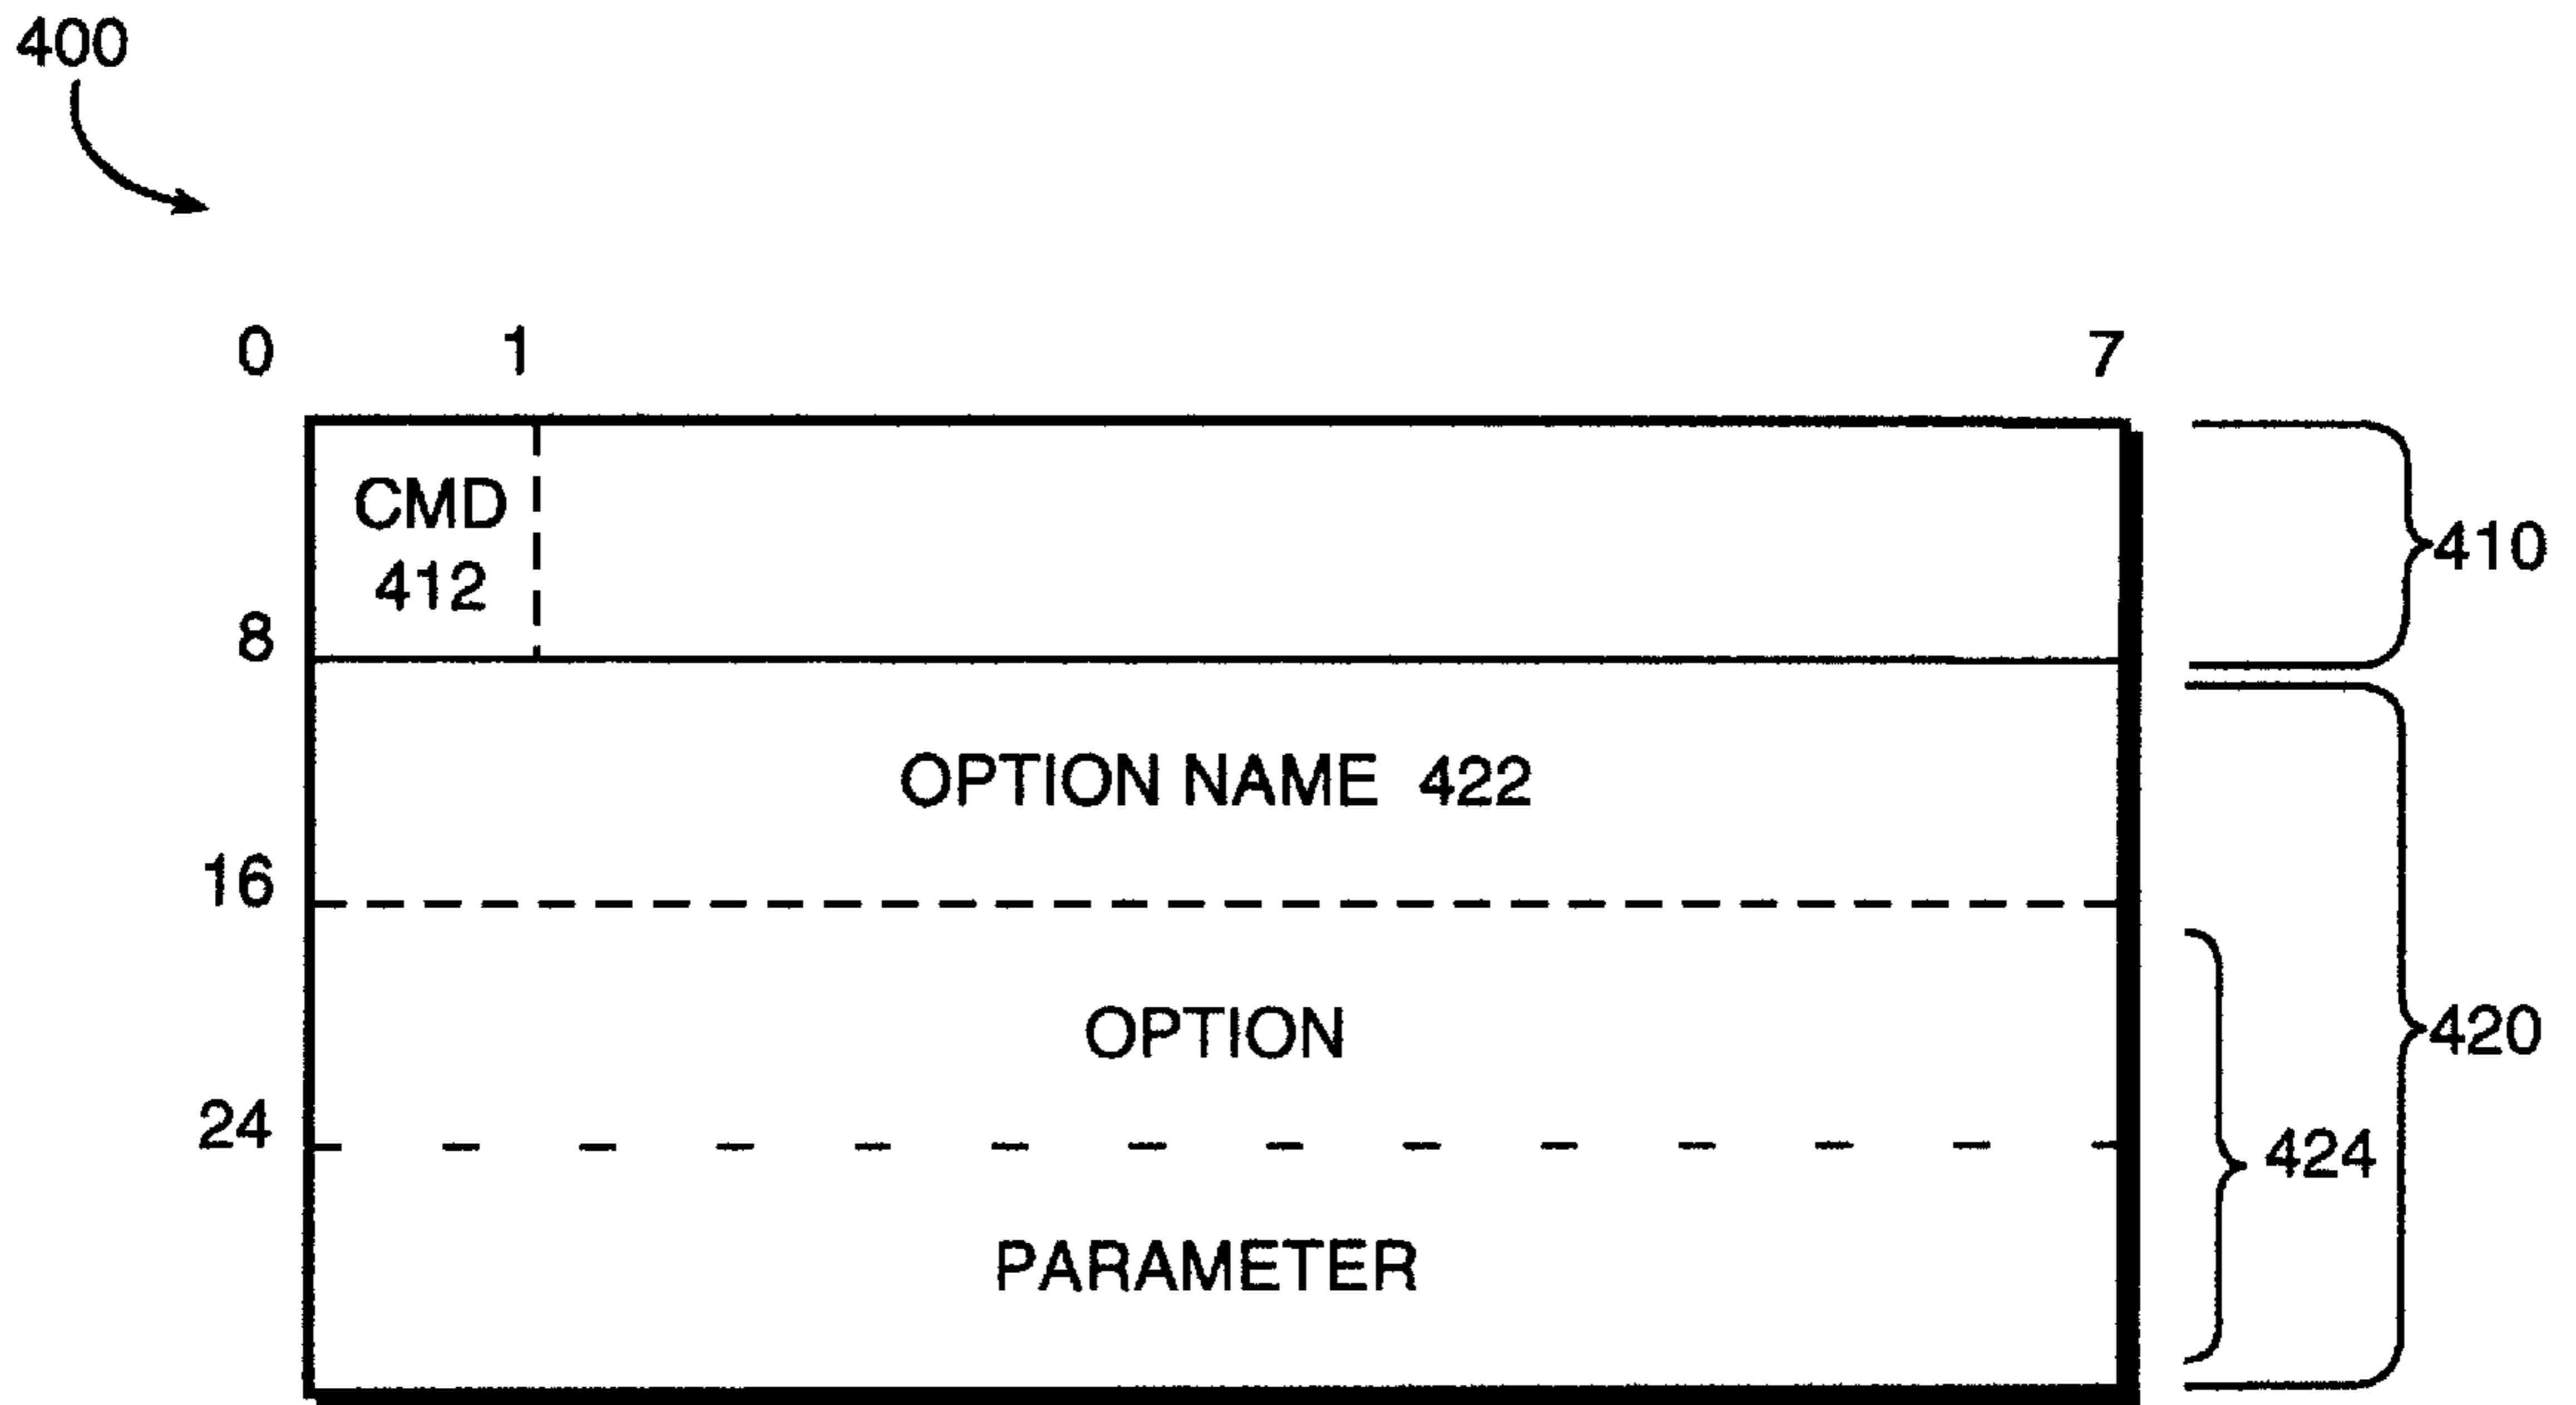 400
0 1 7
CMD
412
410
8
OPTION NAME 422
16
OPTION
420
24
424
PARAMETER